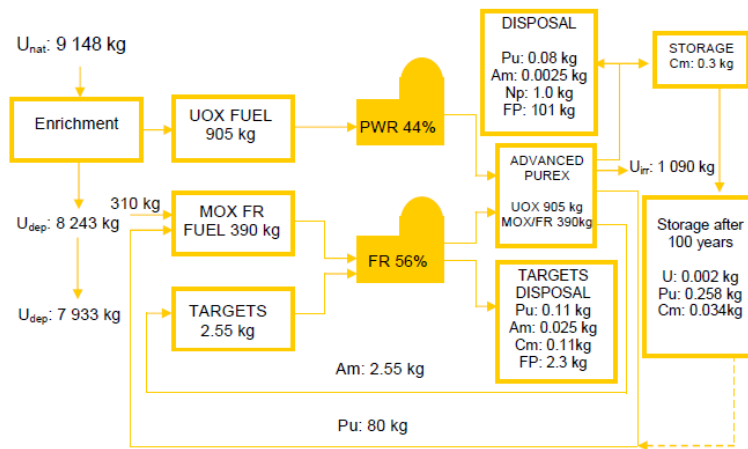 U_nat: 9 148 kg
Enrichment
UOX FUEL
905 kg
PWR 44%
DISPOSAL
Pu: 0.08 kg
Am: 0.0025 kg
Np: 1.0 kg
FP: 101 kg
STORAGE
Cm: 0.3 kg
ADVANCED
PUREX
UOX 905 kg
MOX/FR 390kg
U_irr: 1 090 kg
310 kg
U_dep: 8 243 kg
MOX FR
FUEL 390 kg
FR 56%
Storage after
100 years
U: 0.002 kg
Pu: 0.258 kg
Cm: 0.034kg
U_dep: 7 933 kg
TARGETS
2.55 kg
TARGETS
DISPOSAL
Pu: 0.11 kg
Am: 0.025 kg
Cm: 0.11kg
FP: 2.3 kg
Am: 2.55 kg
Pu: 80 kg